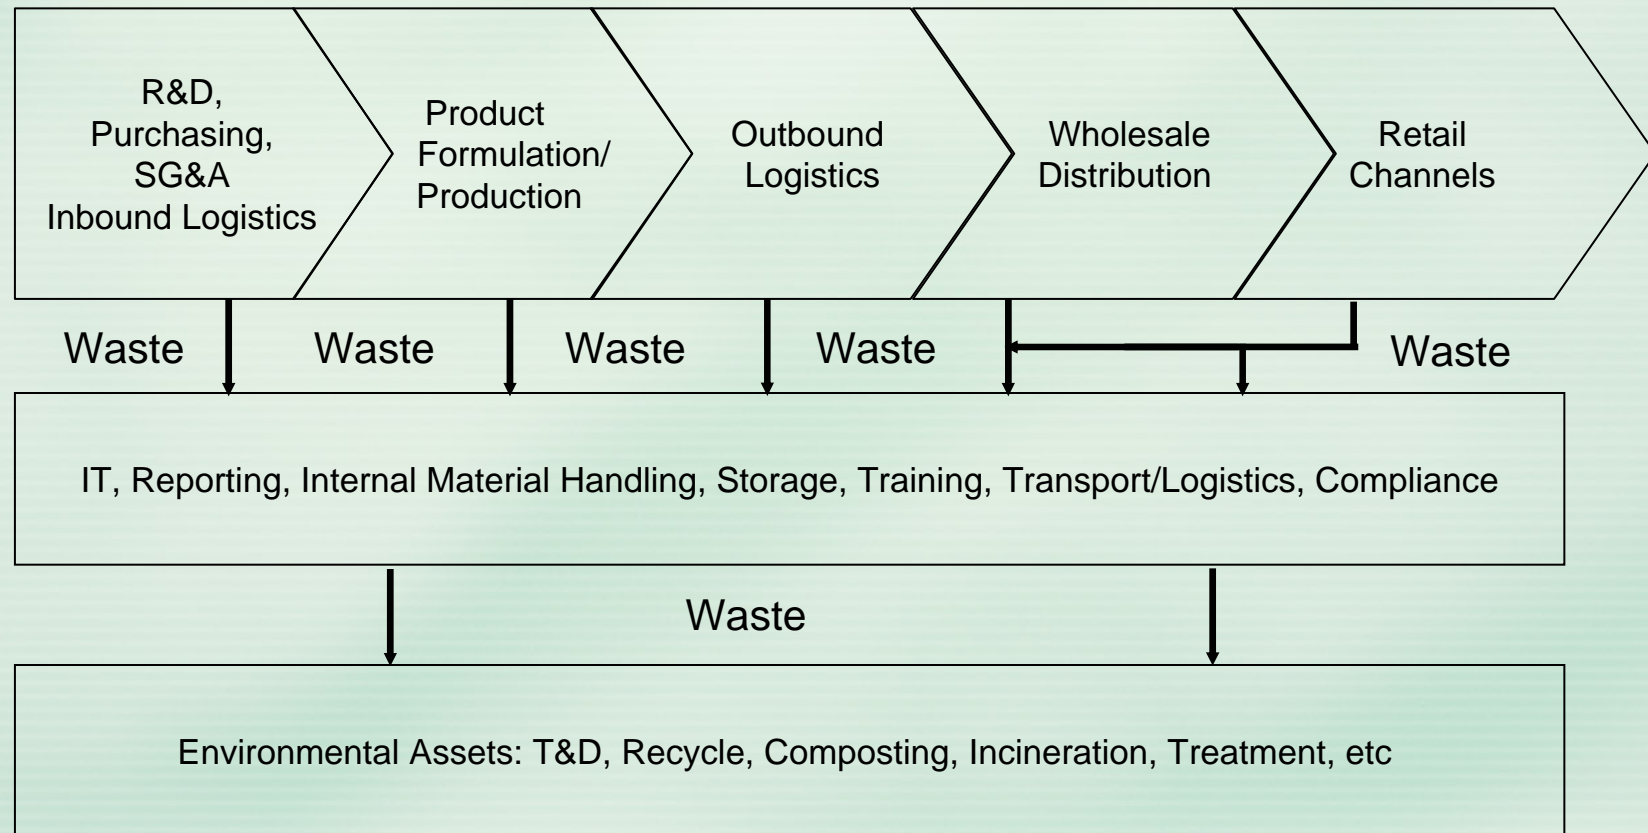 R&D,
Purchasing,
SG&A
Inbound Logistics
Product
Formulation/
Production
Outbound
Logistics
Wholesale
Distribution
Retail
Channels
Waste
Waste
Waste
Waste
Waste
IT, Reporting, Internal Material Handling, Storage, Training, Transport/Logistics, Compliance
Waste
Environmental Assets: T&D, Recycle, Composting, Incineration, Treatment, etc